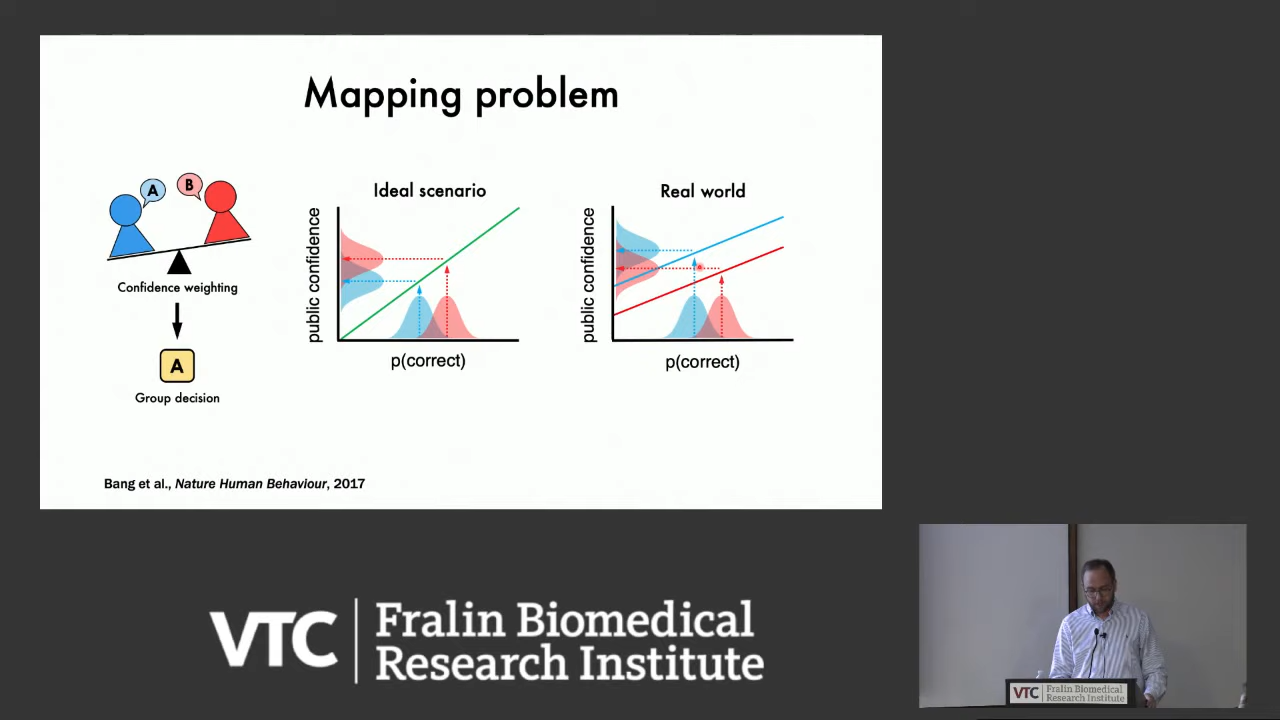 Mapping problem
A
B
Confidence weighting
A
Group decision
Ideal scenario
public confidence
p(correct)
Real world
public confidence
p(correct)
Bang et al., Nature Human Behaviour, 2017
VTC
Fralin Biomedical
Research Institute
VTC
Fralin Biomedical
Research Institute